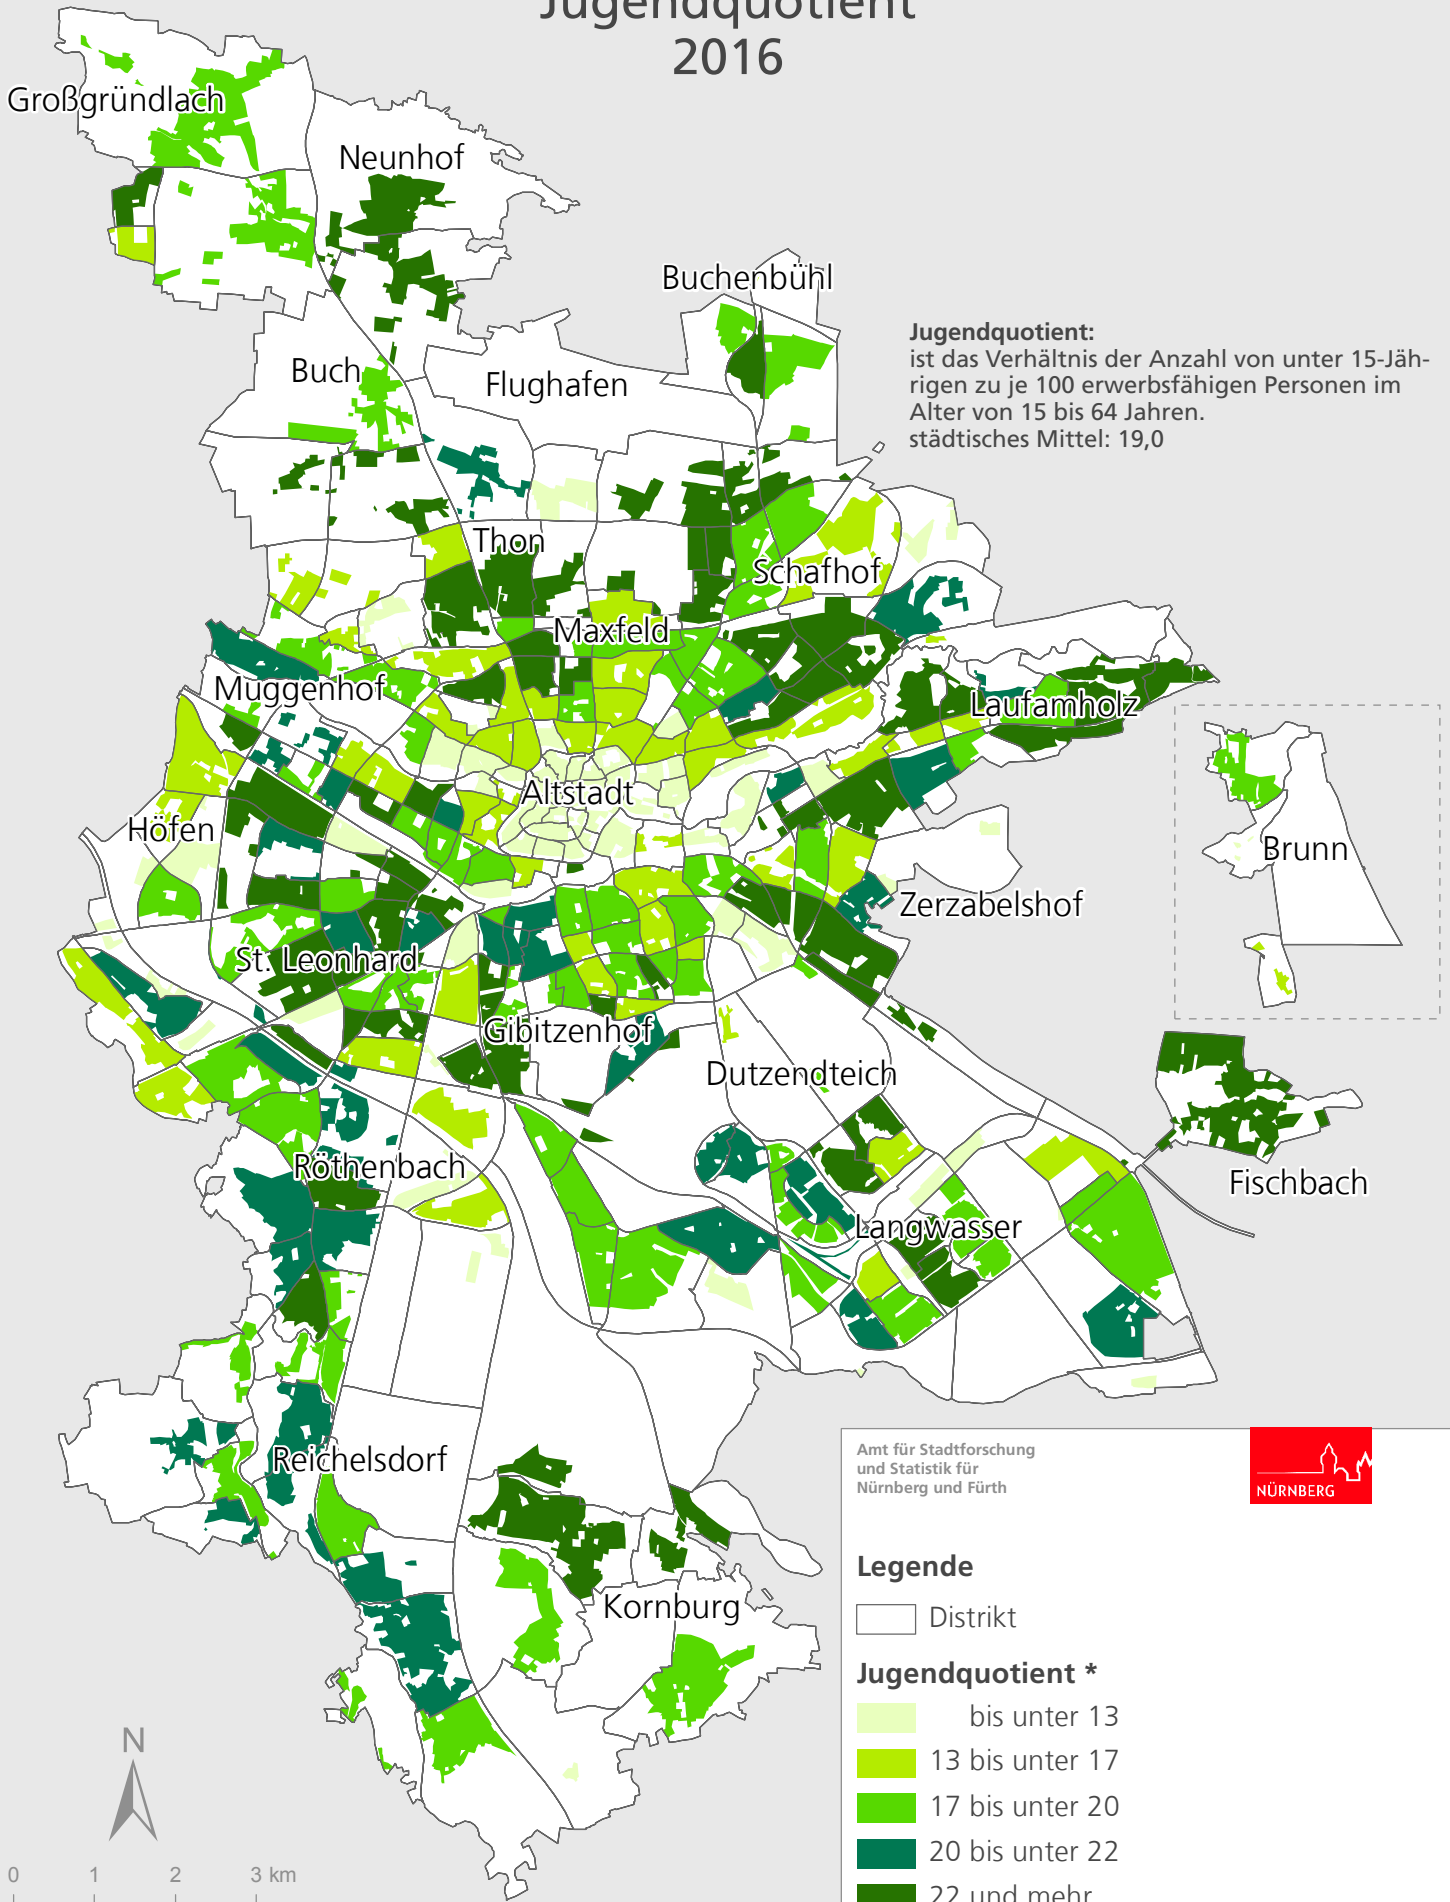 Jugendquotient
2016
Großgründlach
Neunhof
Buchenbühl
Jugendquotient:
ist das Verhältnis der Anzahl von unter 15-Jäh-
rigen zu je 100 erwerbsfähigen Personen im
Alter von 15 bis 64 Jahren.
städtisches Mittel: 19,0
Buch
Flughafen
Thon
Schafhof
Maxfeld
Muggenhof
Laufamholz
Altstadt
Höfen
Brunn
Zerzabelshof
St. Leonhard
Gibitzenhof
Dutzendteich
Röthenbach
Fischbach
Langwasser
Reichelsdorf
Kornburg
Amt für Stadtforschung
und Statistik für
Nürnberg und Fürth
NÜRNBERG
Legende
Distrikt
Jugendquotient *
bis unter 13
13 bis unter 17
17 bis unter 20
20 bis unter 22
22 und mehr
N
0 1 2 3 km